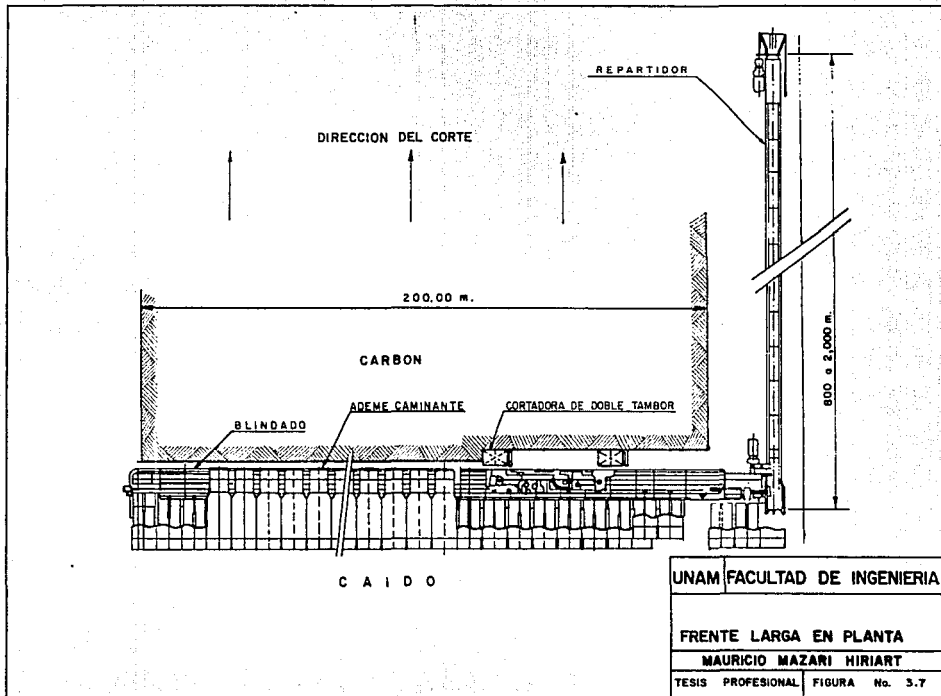 REPARTIDOR
DIRECCION DEL CORTE
200.00 m.
800 a 2,000 m.
CARBON
ADEME CAMINANTE
CORTADORA DE DOBLE TAMBOR
BLINDADO
CAIDO
UNAM FACULTAD DE INGENIERIA
FRENTE LARGA EN PLANTA
MAURICIO MAZARI HIRIART
TESIS PROFESIONAL FIGURA No. 3.7